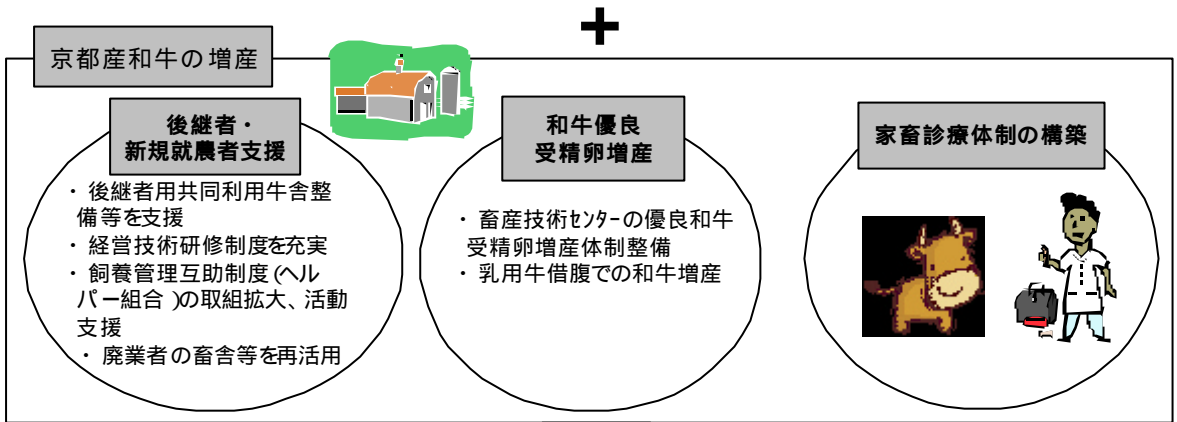 +
京都産和牛の増産
後継者・
新規就農者支援
・後継者用共同利用牛舎整
備等を支援
・経営技術研修制度を充実
・飼養管理互助制度(ヘル
パー組合)の取組拡大、活動
支援
・廃業者の畜舎等を再活用
和牛優良
受精卵増産
・畜産技術ｾﾝﾀｰの優良和牛
受精卵増産体制整備
・乳用牛借腹での和牛増産
家畜診療体制の構築